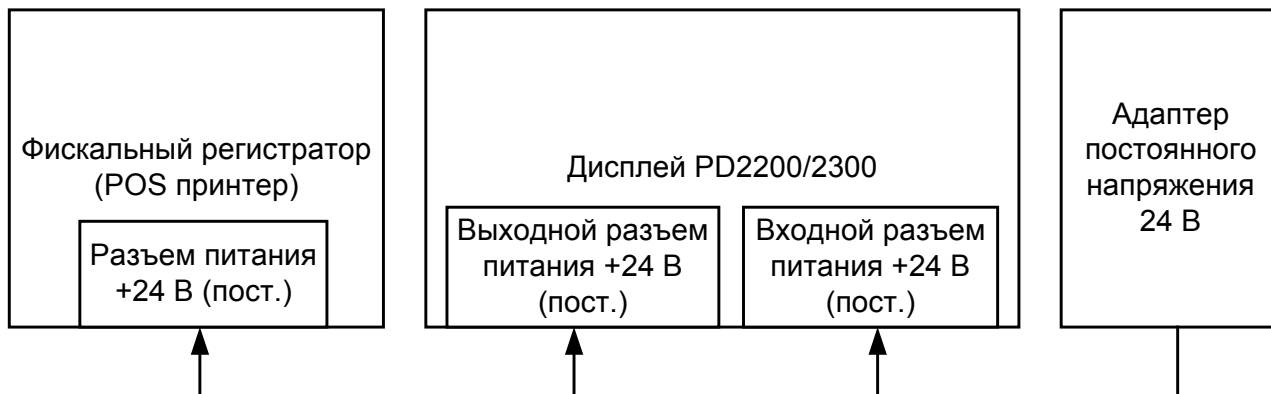 Фискальный регистратор
(POS принтер)
Разъем питания
+24 В (пост.)
Дисплей PD2200/2300
Выходной разъем
питания +24 В
(пост.)
Входной разъем
питания +24 В
(пост.)
Адаптер
постоянного
напряжения
24 В